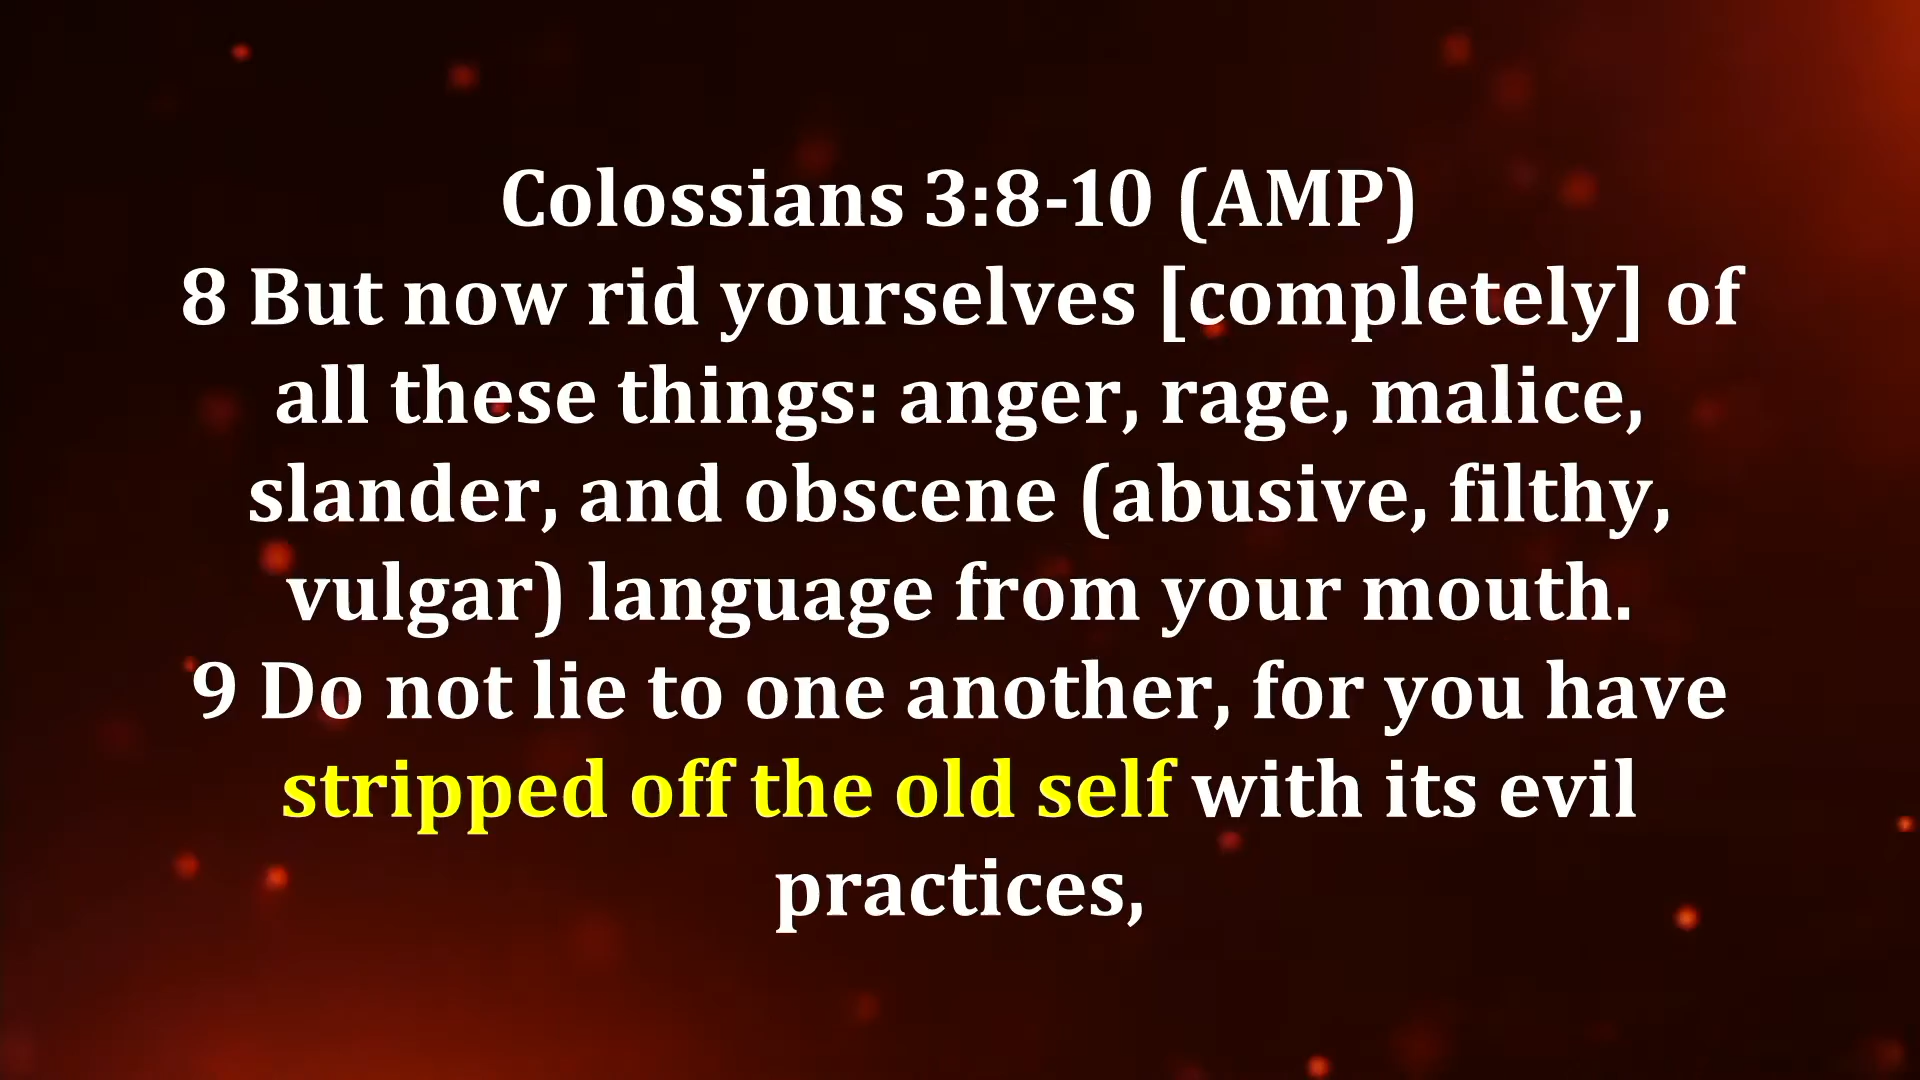 Colossians 3:8-10 (AMP)
8 But now rid yourselves [completely] of
all these things: anger, rage, malice,
slander, and obscene (abusive, filthy,
vulgar) language from your mouth.
9 Do not lie to one another, for you have
stripped off the old self with its evil
practices,